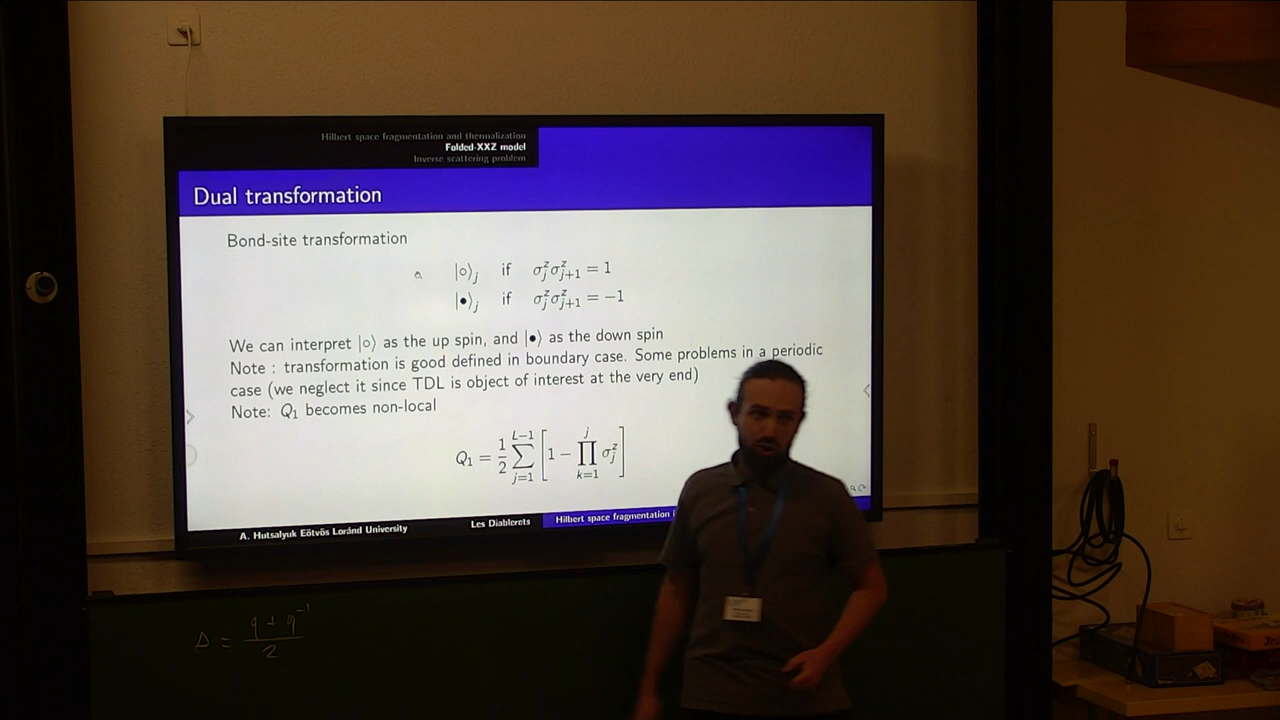 Hilbert space fragmentation and thermalization
Folded-XXZ model
Inverse scattering problem
Dual transformation
Bond-site transformation
|○⟩_j if σ^z_j σ^z_{j+1} = 1
|●⟩_j if σ^z_j σ^z_{j+1} = −1
We can interpret |○⟩ as the up spin, and |●⟩ as the down spin
Note : transformation is good defined in boundary case. Some problems in a periodic
case (we neglect it since TDL is object of interest at the very end)
Note: Q_1 becomes non-local
Q_1 = 1/2 ∑_{j=1}^{L−1} [1 − ∏_{k=1}^{j} σ^z_j]
A. Hutsalyuk Eötvös Loránd University Les Diablerets Hilbert space fragmentation
Δ = (q + q^{-1})/2